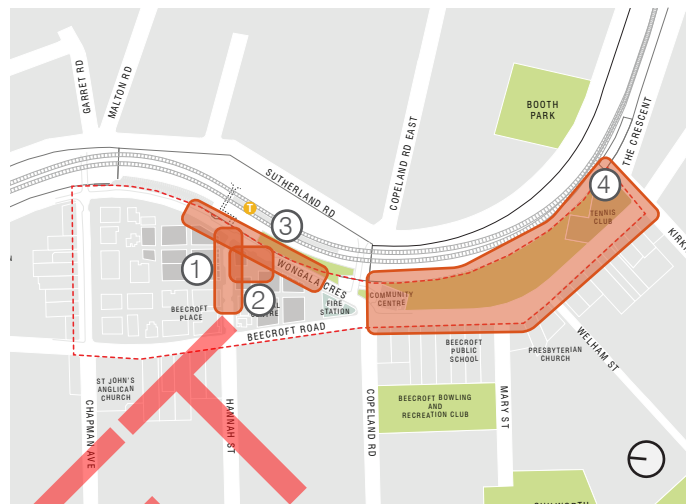 GARRET RD
MALTON RD
BOOTH
PARK
THE CRESCENT
COPELAND RD EAST
SUTHERLAND RD
T
4
TENNIS
CLUB
3
1
2
WONGALA
CRES
COMMUNITY
CENTRE
FIRE
STATION
BEECROFT
PLACE
CENTRE
BEECROFT ROAD
WELHAM ST
BEECROFT
PUBLIC
SCHOOL
PRESBYTERIAN
CHURCH
ST JOHN'S
ANGLICAN
CHURCH
CHAPMAN AVE
HANNAH ST
COPELAND RD
BEECROFT BOWLING
AND
RECREATION CLUB
MARY ST